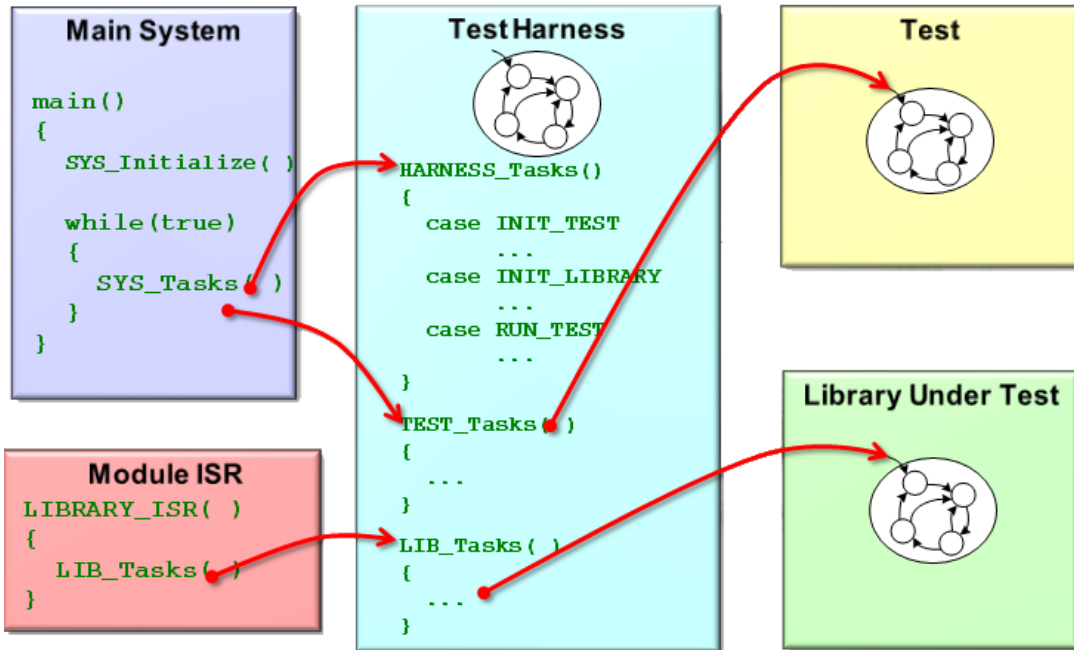 Main System
main()
{
SYS_Initialize( )
while(true)
{
SYS_Tasks( )
}
}
Module ISR
LIBRARY_ISR( )
{
LIB_Tasks( )
}
Test Harness
HARNESS_Tasks()
{
case INIT_TEST
...
case INIT_LIBRARY
...
case RUN_TEST
...
}
TEST_Tasks( )
{
...
}
LIB_Tasks( )
{
...
}
Test
Library Under Test